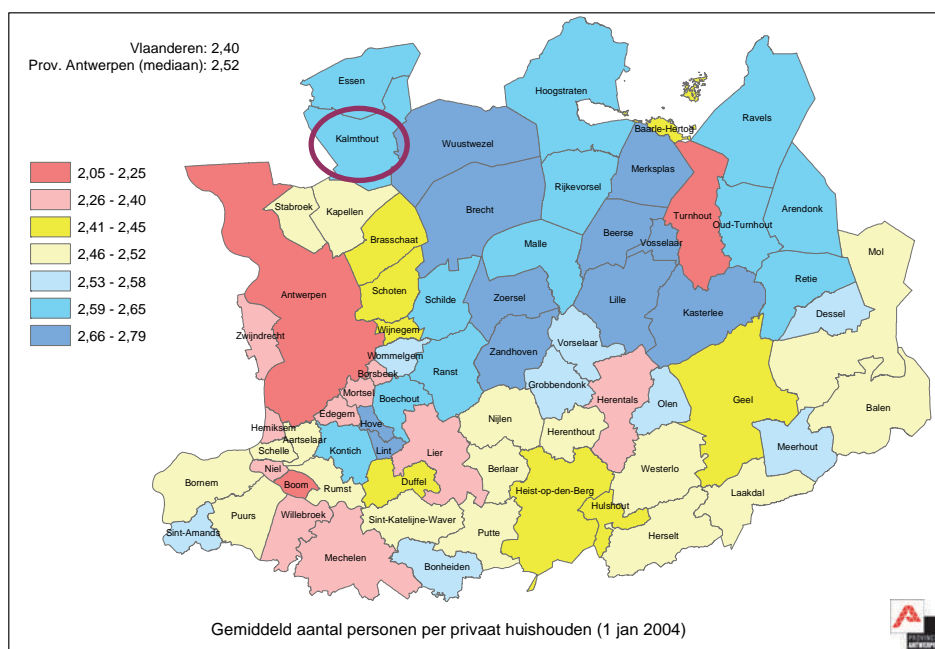 Vlaanderen: 2,40
Prov. Antwerpen (mediaan): 2,52
2,05 - 2,25
2,26 - 2,40
2,41 - 2,45
2,46 - 2,52
2,53 - 2,58
2,59 - 2,65
2,66 - 2,79
Essen
Hoogstraten
Kalmthout
Wuustwezel
Baarle-Hertog
Ravels
Merksplas
Rijkevorsel
Stabroek
Kapellen
Brecht
Turnhout
Arendonk
Oud-Turnhout
Brasschaat
Malle
Beerse
Vosselaar
Mol
Antwerpen
Schoten
Schilde
Zoersel
Lille
Kasterlee
Retie
Dessel
Zwijndrecht
Wijnegem
Wommelgem
Zandhoven
Vorselaar
Borsbeek
Ranst
Mortsel
Boechout
Grobbendonk
Herentals
Olen
Geel
Balen
Edegem
Hemiksem
Hove
Nijlen
Aartselaar
Herenthout
Schelle
Kontich
Lint
Lier
Meerhout
Niel
Berlaar
Westerlo
Bornem
Boom
Rumst
Duffel
Heist-op-den-Berg
Laakdal
Hulshout
Puurs
Willebroek
Sint-Katelijne-Waver
Sint-Amands
Putte
Herselt
Mechelen
Bonheiden
Gemiddeld aantal personen per privaat huishouden (1 jan 2004)
A
PROVINCIE
ANTWERPEN